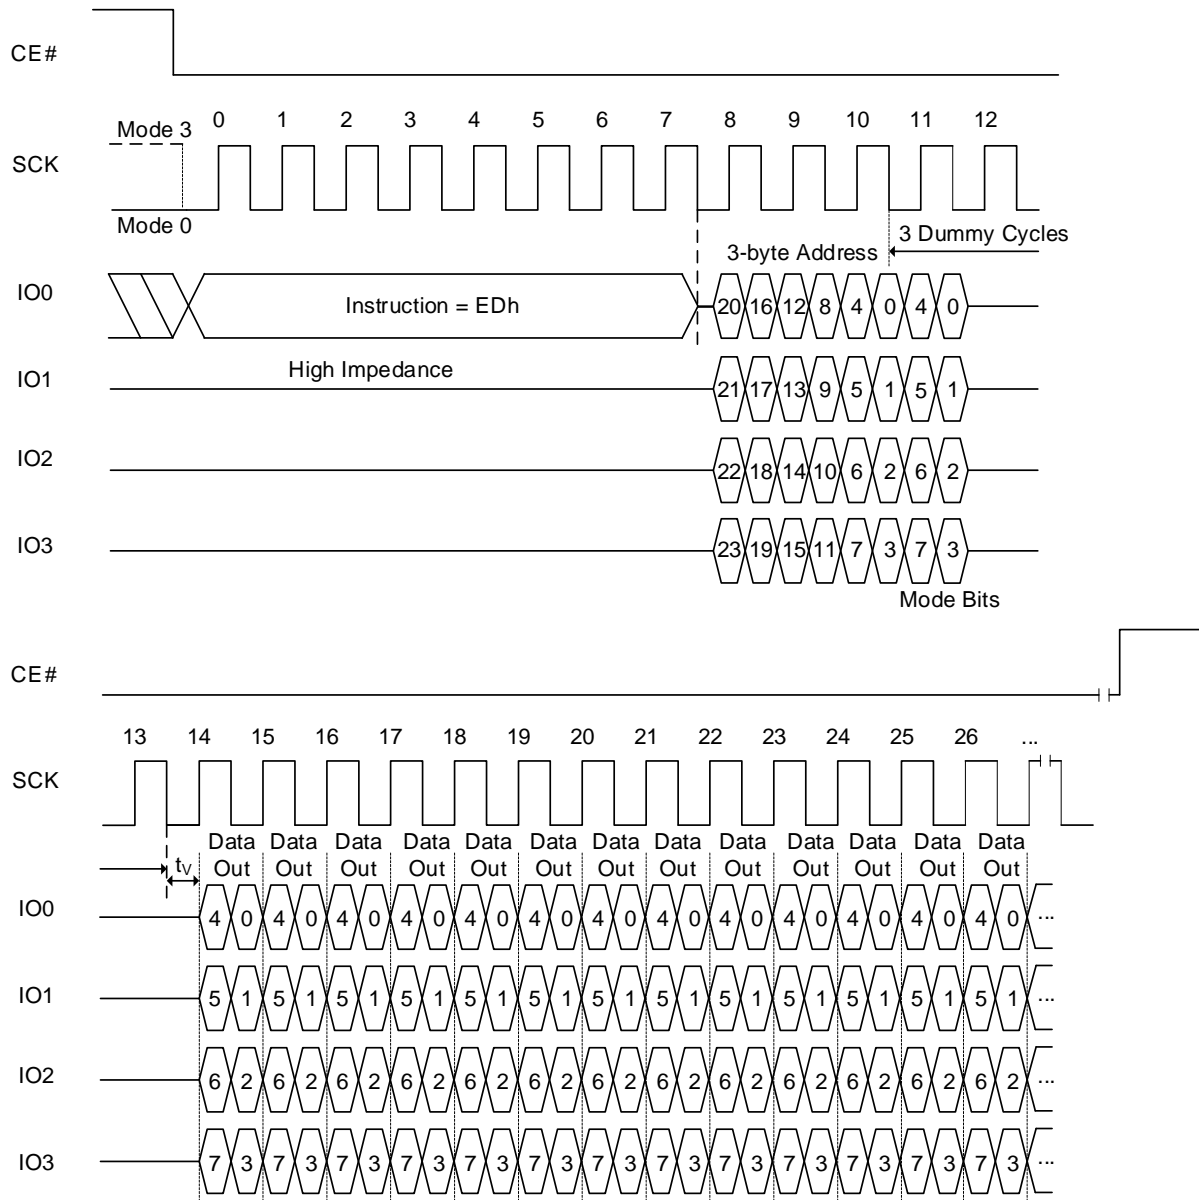 CE#
0 1 2 3 4 5 6 7 8 9 10 11 12
Mode 3
SCK
Mode 0
3 Dummy Cycles
3-byte Address
IO0
Instruction = EDh
20 16 12 8 4 0 4 0
High Impedance
IO1
21 17 13 9 5 1 5 1
IO2
22 18 14 10 6 2 6 2
IO3
23 19 15 11 7 3 7 3
Mode Bits
CE#
13 14 15 16 17 18 19 20 21 22 23 24 25 26 ...
SCK
Data Data Data Data Data Data Data Data Data Data Data Data Data
tV Out Out Out Out Out Out Out Out Out Out Out Out Out
IO0
4 0 4 0 4 0 4 0 4 0 4 0 4 0 4 0 4 0 4 0 4 0 4 0 4 0 ...
IO1
5 1 5 1 5 1 5 1 5 1 5 1 5 1 5 1 5 1 5 1 5 1 5 1 5 1 ...
IO2
6 2 6 2 6 2 6 2 6 2 6 2 6 2 6 2 6 2 6 2 6 2 6 2 6 2 ...
IO3
7 3 7 3 7 3 7 3 7 3 7 3 7 3 7 3 7 3 7 3 7 3 7 3 7 3 ...